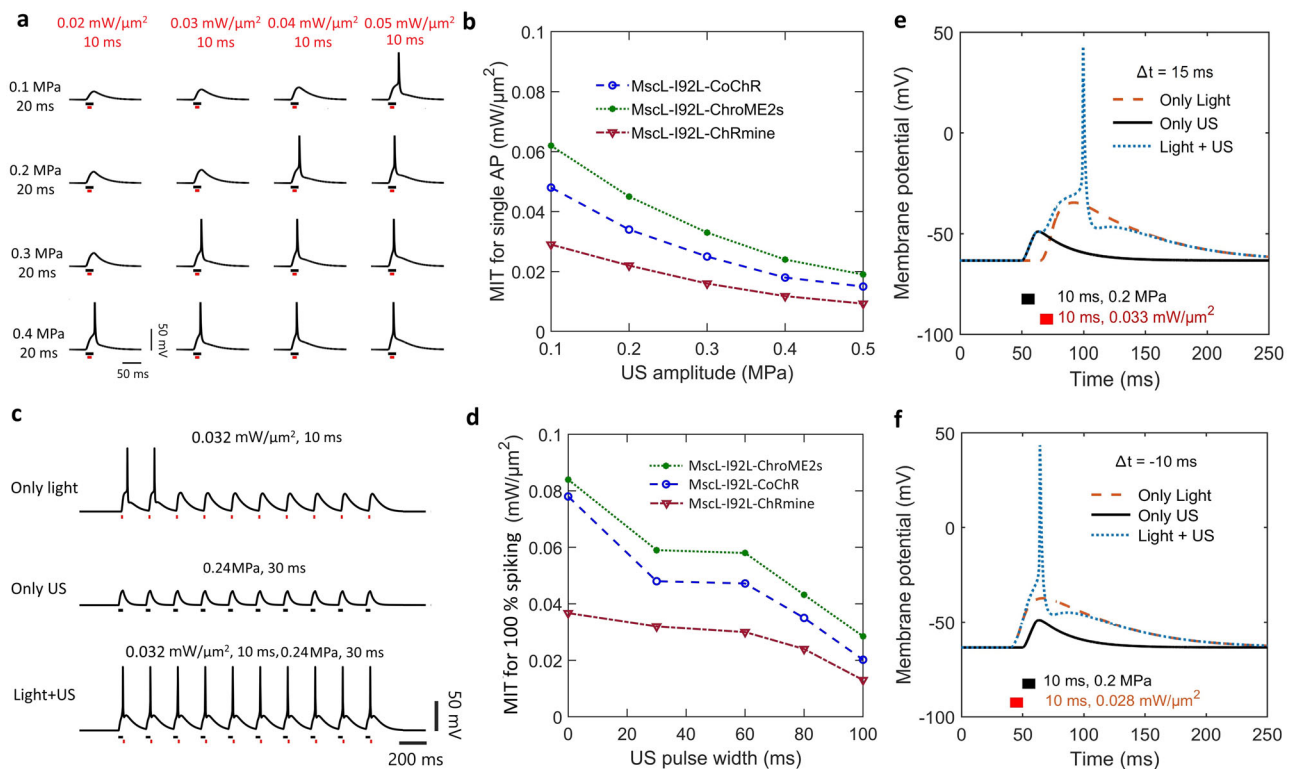 a
0.02 mW/µm² 0.03 mW/µm² 0.04 mW/µm² 0.05 mW/µm²
10 ms 10 ms 10 ms 10 ms
0.1 MPa
20 ms
0.2 MPa
20 ms
0.3 MPa
20 ms
0.4 MPa
20 ms
50 mV
50 ms
b
MIT for single AP (mW/µm²)
0.1
0.08
0.06
0.04
0.02
0
MscL-I92L-CoChR
MscL-I92L-ChroME2s
MscL-I92L-ChRmine
0.1 0.2 0.3 0.4 0.5
US amplitude (MPa)
c
0.032 mW/µm², 10 ms
Only light
0.24MPa, 30 ms
Only US
0.032 mW/µm², 10 ms,0.24MPa, 30 ms
Light+US
50 mV
200 ms
d
MIT for 100 % spiking (mW/µm²)
0.1
0.08
0.06
0.04
0.02
0
MscL-I92L-ChroME2s
MscL-I92L-CoChR
MscL-I92L-ChRmine
0 20 40 60 80 100
US pulse width (ms)
e
Membrane potential (mV)
50
0
-50
-100
Δt = 15 ms
Only Light
Only US
Light + US
10 ms, 0.2 MPa
10 ms, 0.033 mW/µm²
0 50 100 150 200 250
Time (ms)
f
Membrane potential (mV)
50
0
-50
-100
Δt = -10 ms
Only Light
Only US
Light + US
10 ms, 0.2 MPa
10 ms, 0.028 mW/µm²
0 50 100 150 200 250
Time (ms)